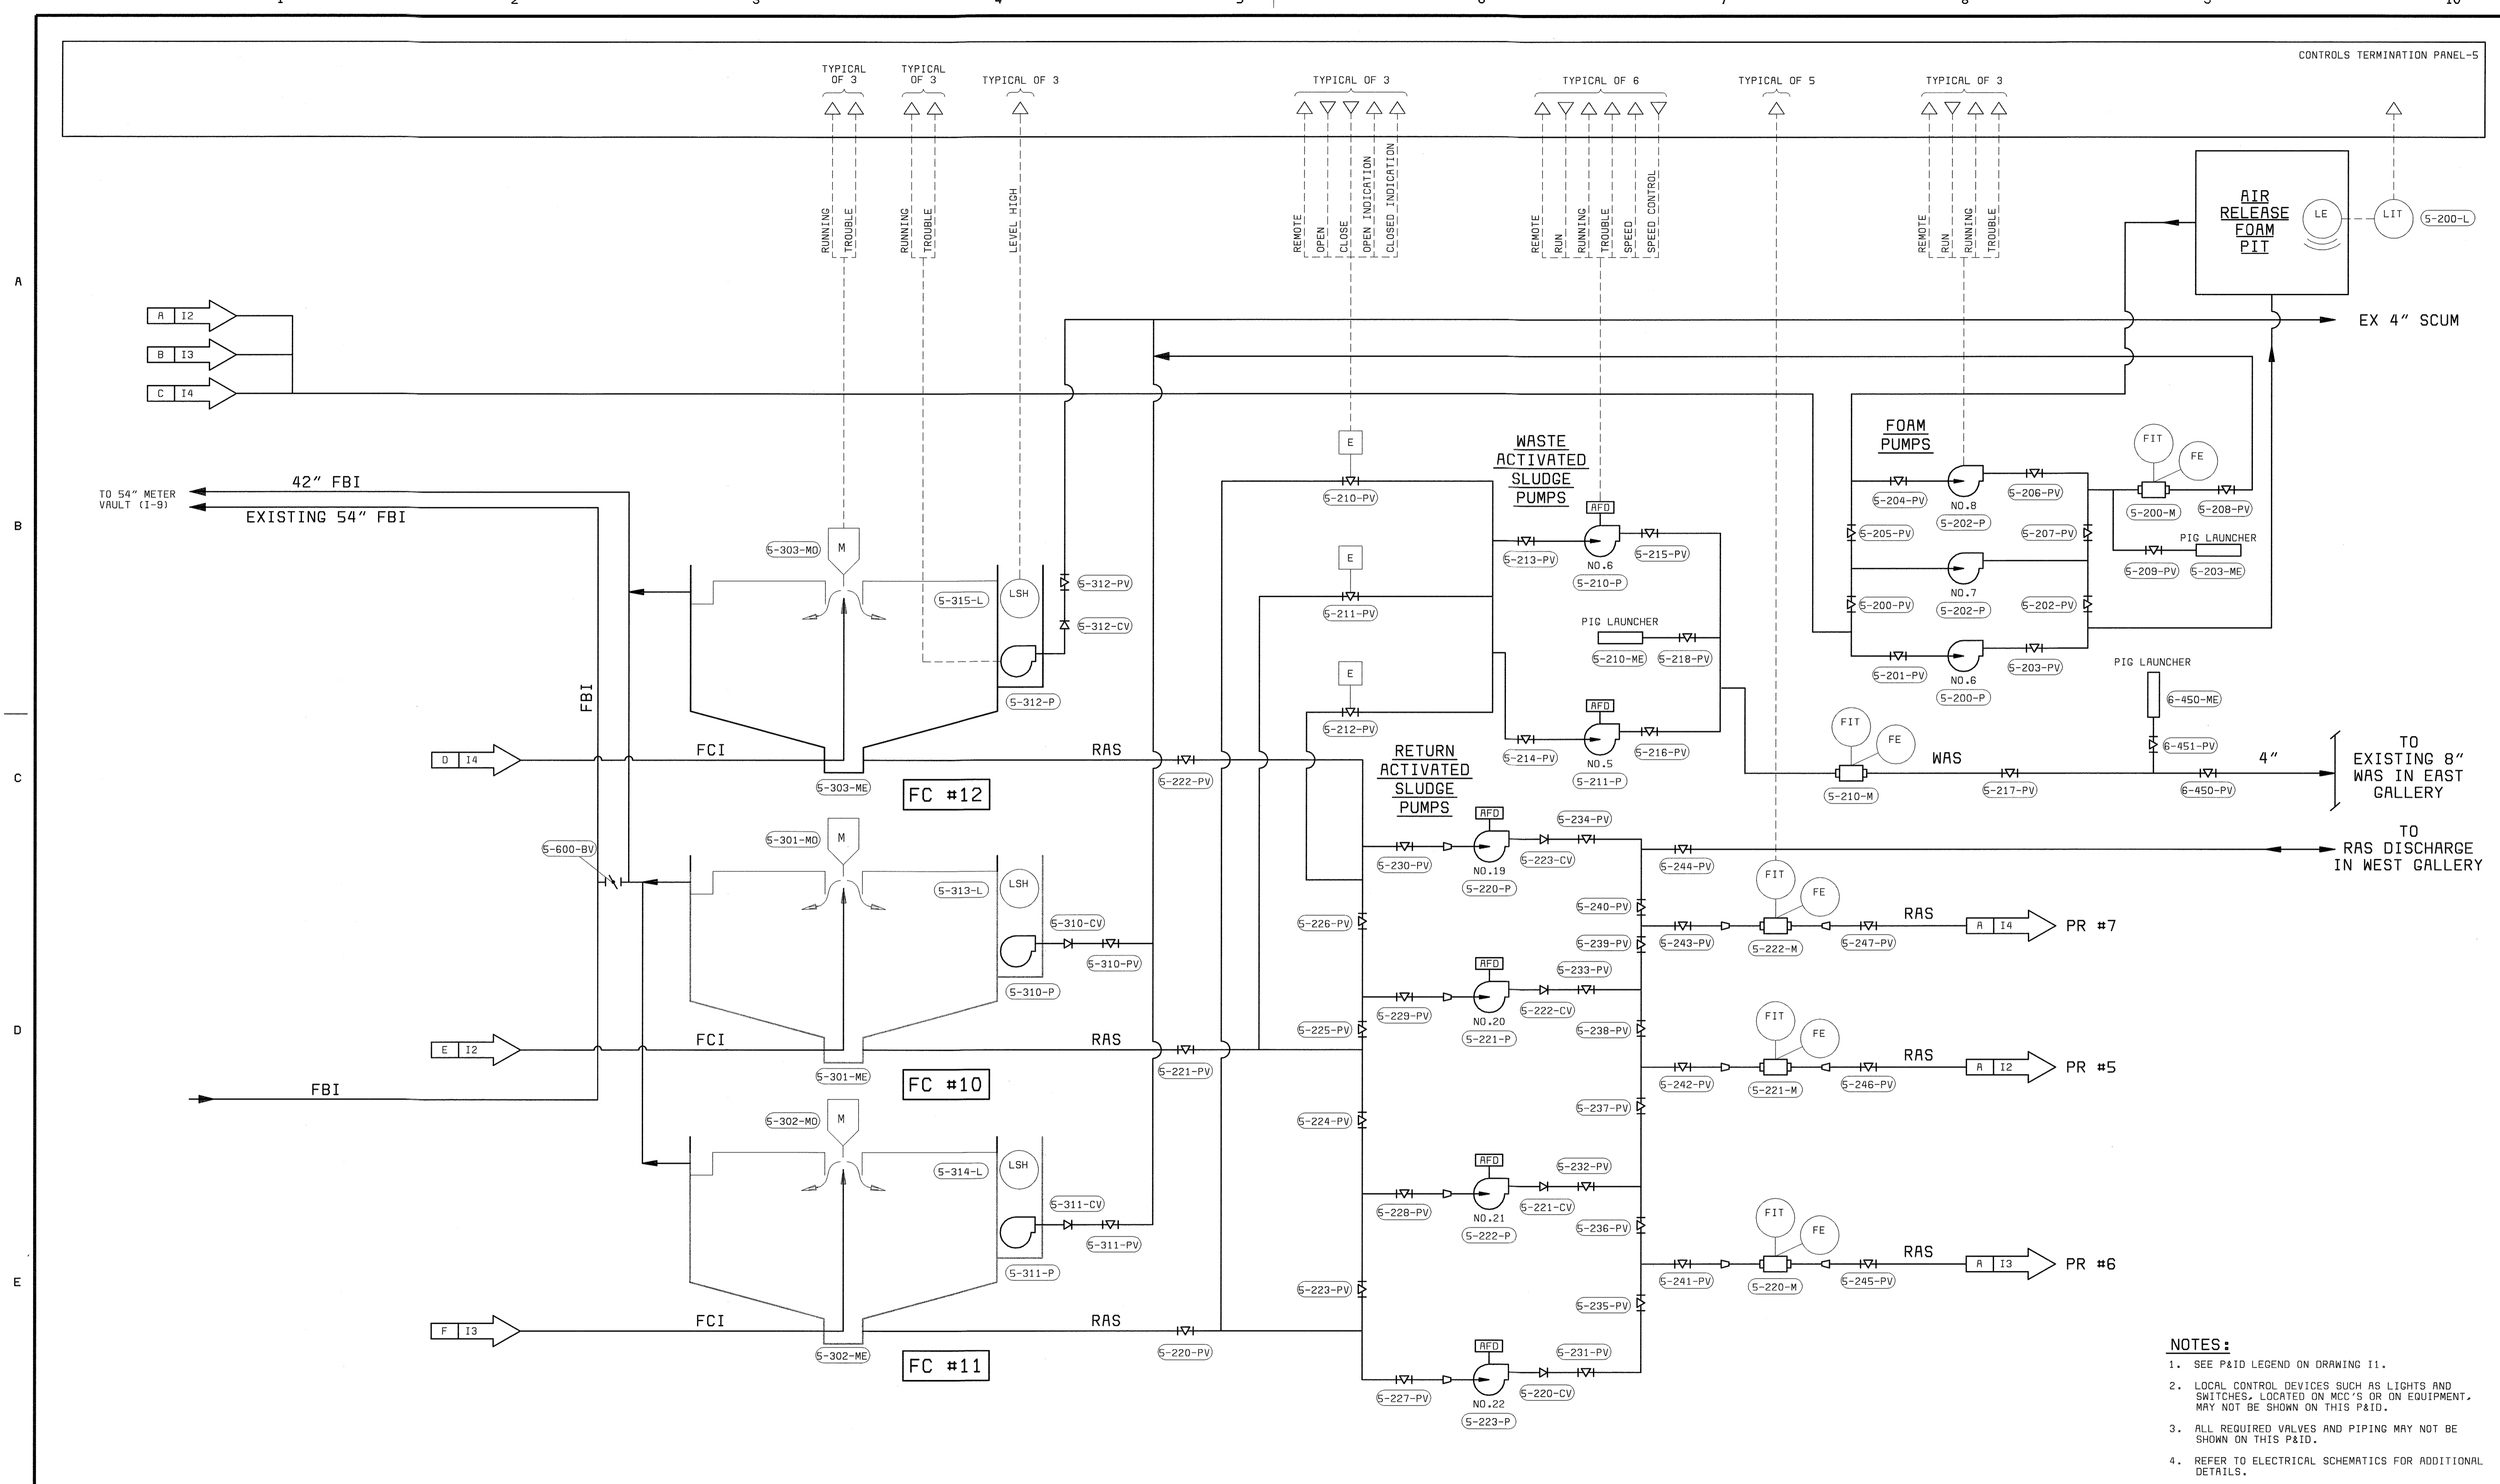 1 2 3 4 5 6 7 8 9 10
CONTROLS TERMINATION PANEL-5
TYPICAL
OF 3
TYPICAL
OF 3
TYPICAL OF 3
TYPICAL OF 3
TYPICAL OF 6
TYPICAL OF 5
TYPICAL OF 3
RUNNING
TROUBLE
RUNNING
TROUBLE
LEVEL HIGH
REMOTE
OPEN
CLOSE
OPEN INDICATION
CLOSED INDICATION
REMOTE
RUN
RUNNING
TROUBLE
SPEED
SPEED CONTROL
REMOTE
RUN
RUNNING
TROUBLE
AIR
RELEASE
FOAM
PIT
LE
LIT
5-200-L
A
B
C
D
E
A I2
B I3
C I4
EX 4" SCUM
42" FBI
TO 54" METER
VAULT (I-9)
EXISTING 54" FBI
FBI
5-303-MO
M
5-315-L
LSH
5-312-PV
5-312-CV
5-312-P
D I4
FCI
RAS
5-222-PV
5-303-ME
FC #12
5-600-BV
5-301-MO
M
5-313-L
LSH
5-310-CV
5-310-PV
5-310-P
E I2
FCI
RAS
5-221-PV
5-301-ME
FC #10
FBI
5-302-MO
M
5-314-L
LSH
5-311-CV
5-311-PV
5-311-P
F I3
FCI
RAS
5-220-PV
5-302-ME
FC #11
E
5-210-PV
E
5-211-PV
E
5-212-PV
WASTE
ACTIVATED
SLUDGE
PUMPS
AFD
5-213-PV
5-215-PV
NO.6
5-210-P
PIG LAUNCHER
5-210-ME
5-218-PV
AFD
5-214-PV
5-216-PV
NO.5
5-211-P
FOAM
PUMPS
5-204-PV
5-206-PV
NO.8
5-202-P
5-205-PV
5-207-PV
NO.7
5-202-P
5-200-PV
5-202-PV
5-201-PV
5-203-PV
NO.6
5-200-P
FIT
FE
5-200-M
5-208-PV
PIG LAUNCHER
5-209-PV
5-203-ME
PIG LAUNCHER
6-450-ME
6-451-PV
FIT
FE
5-210-M
WAS
5-217-PV
6-450-PV
4"
TO
EXISTING 8"
WAS IN EAST
GALLERY
RETURN
ACTIVATED
SLUDGE
PUMPS
AFD
5-234-PV
5-230-PV
5-223-CV
NO.19
5-220-P
5-244-PV
TO
RAS DISCHARGE
IN WEST GALLERY
5-226-PV
5-240-PV
5-239-PV
5-243-PV
FIT
FE
5-222-M
5-247-PV
RAS
A I4
PR #7
AFD
5-233-PV
5-229-PV
5-222-CV
NO.20
5-221-P
5-225-PV
5-238-PV
5-242-PV
FIT
FE
5-221-M
5-246-PV
RAS
A I2
PR #5
5-224-PV
5-237-PV
AFD
5-232-PV
5-228-PV
5-221-CV
NO.21
5-222-P
5-236-PV
5-241-PV
FIT
FE
5-220-M
5-245-PV
RAS
A I3
PR #6
5-223-PV
5-235-PV
AFD
5-231-PV
5-227-PV
5-220-CV
NO.22
5-223-P
NOTES:
1. SEE P&ID LEGEND ON DRAWING I1.
2. LOCAL CONTROL DEVICES SUCH AS LIGHTS AND
SWITCHES, LOCATED ON MCC'S OR ON EQUIPMENT,
MAY NOT BE SHOWN ON THIS P&ID.
3. ALL REQUIRED VALVES AND PIPING MAY NOT BE
SHOWN ON THIS P&ID.
4. REFER TO ELECTRICAL SCHEMATICS FOR ADDITIONAL
DETAILS.